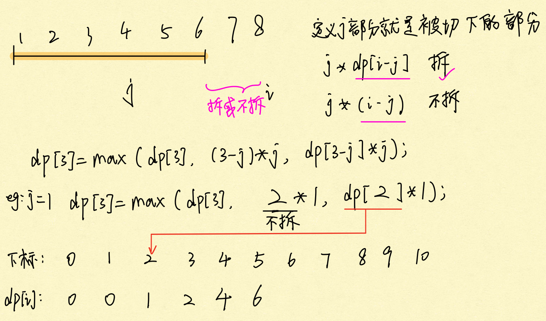 1 2 3 4 5 6 7 8
定义j部分就是被切下的部分
j * dp[i-j] 拆
j * (i-j) 不拆
j
拆或不拆 i
dp[3]=max(dp[3], (3-j)*j, dp[3-j]*j);
eg:j=1 dp[3]=max(dp[3], 2*1, dp[2]*1);
不拆
下标: 0 1 2 3 4 5 6 7 8 9 10
dp[i]: 0 0 1 2 4 6